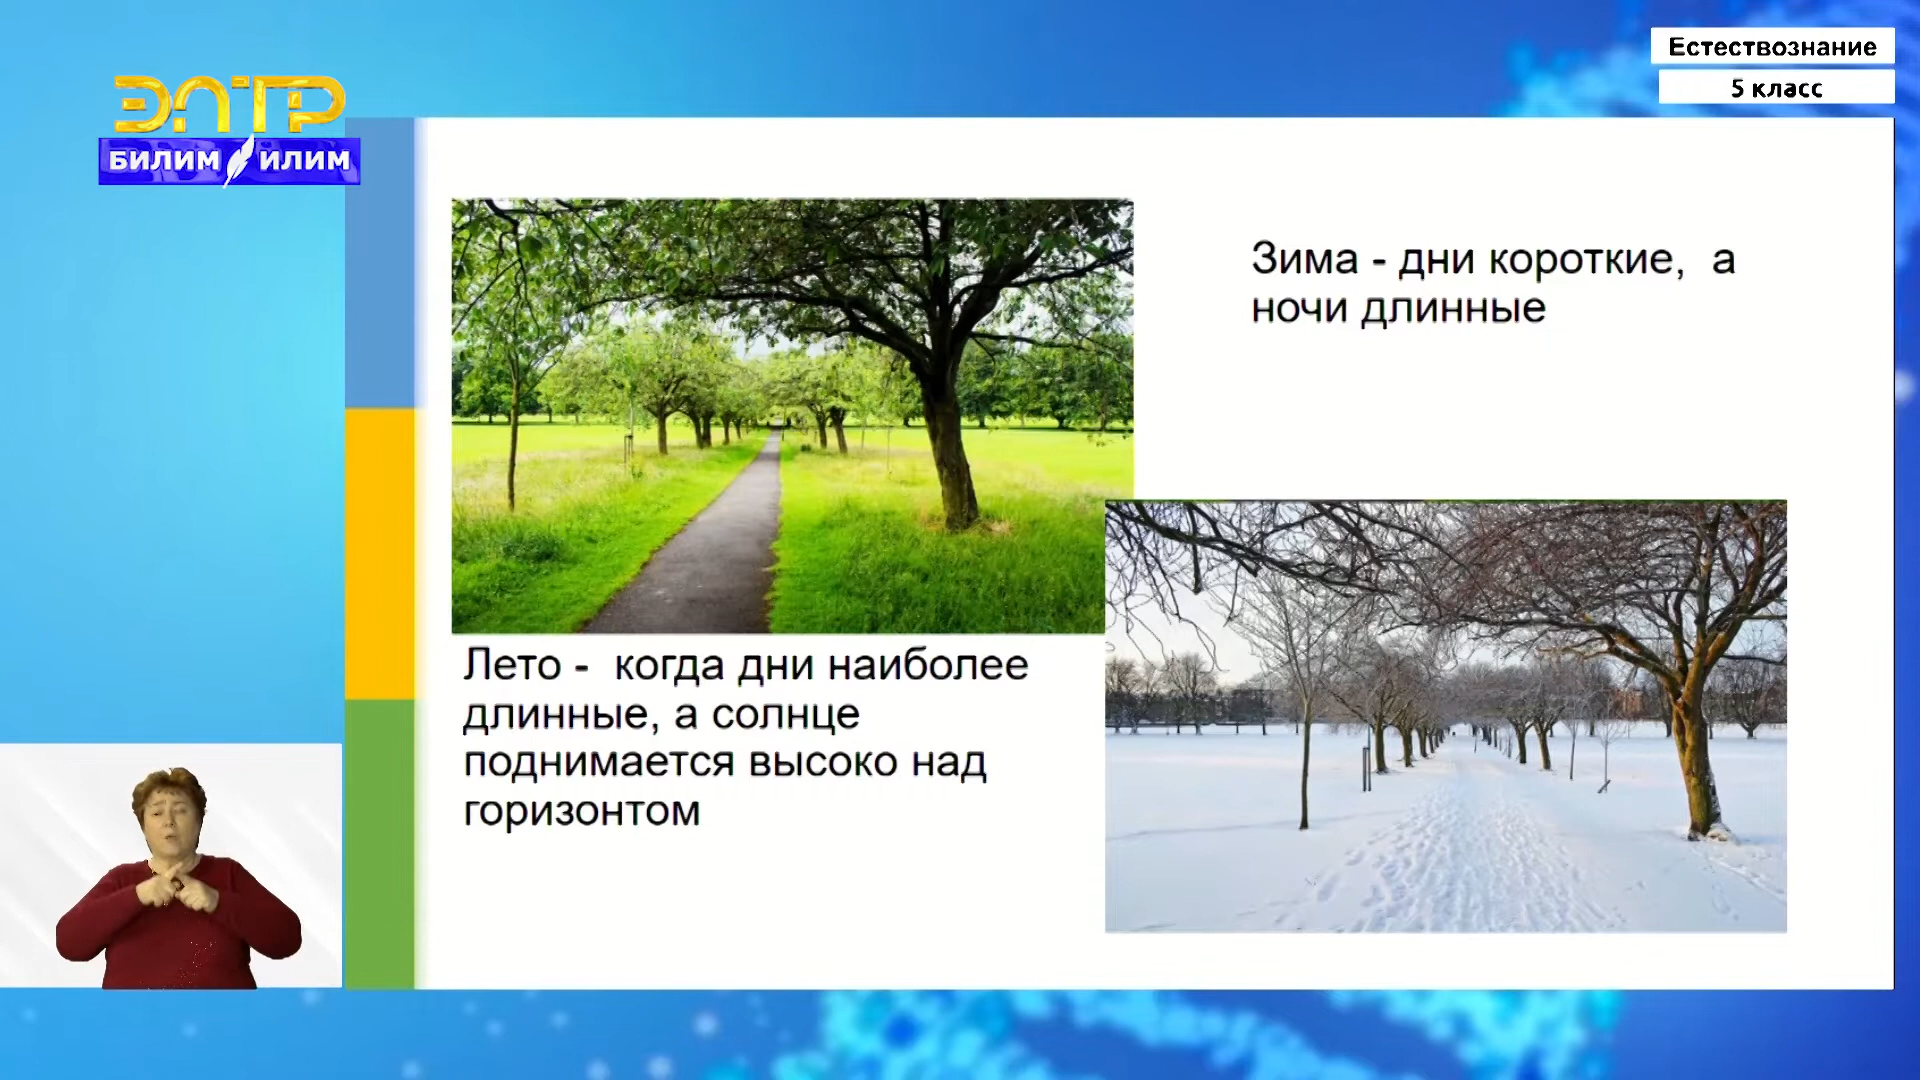 Естествознание
5 класс
ЭЛТР
БИЛИМ ИЛИМ
Зима - дни короткие, а
ночи длинные
Лето - когда дни наиболее
длинные, а солнце
поднимается высоко над
горизонтом